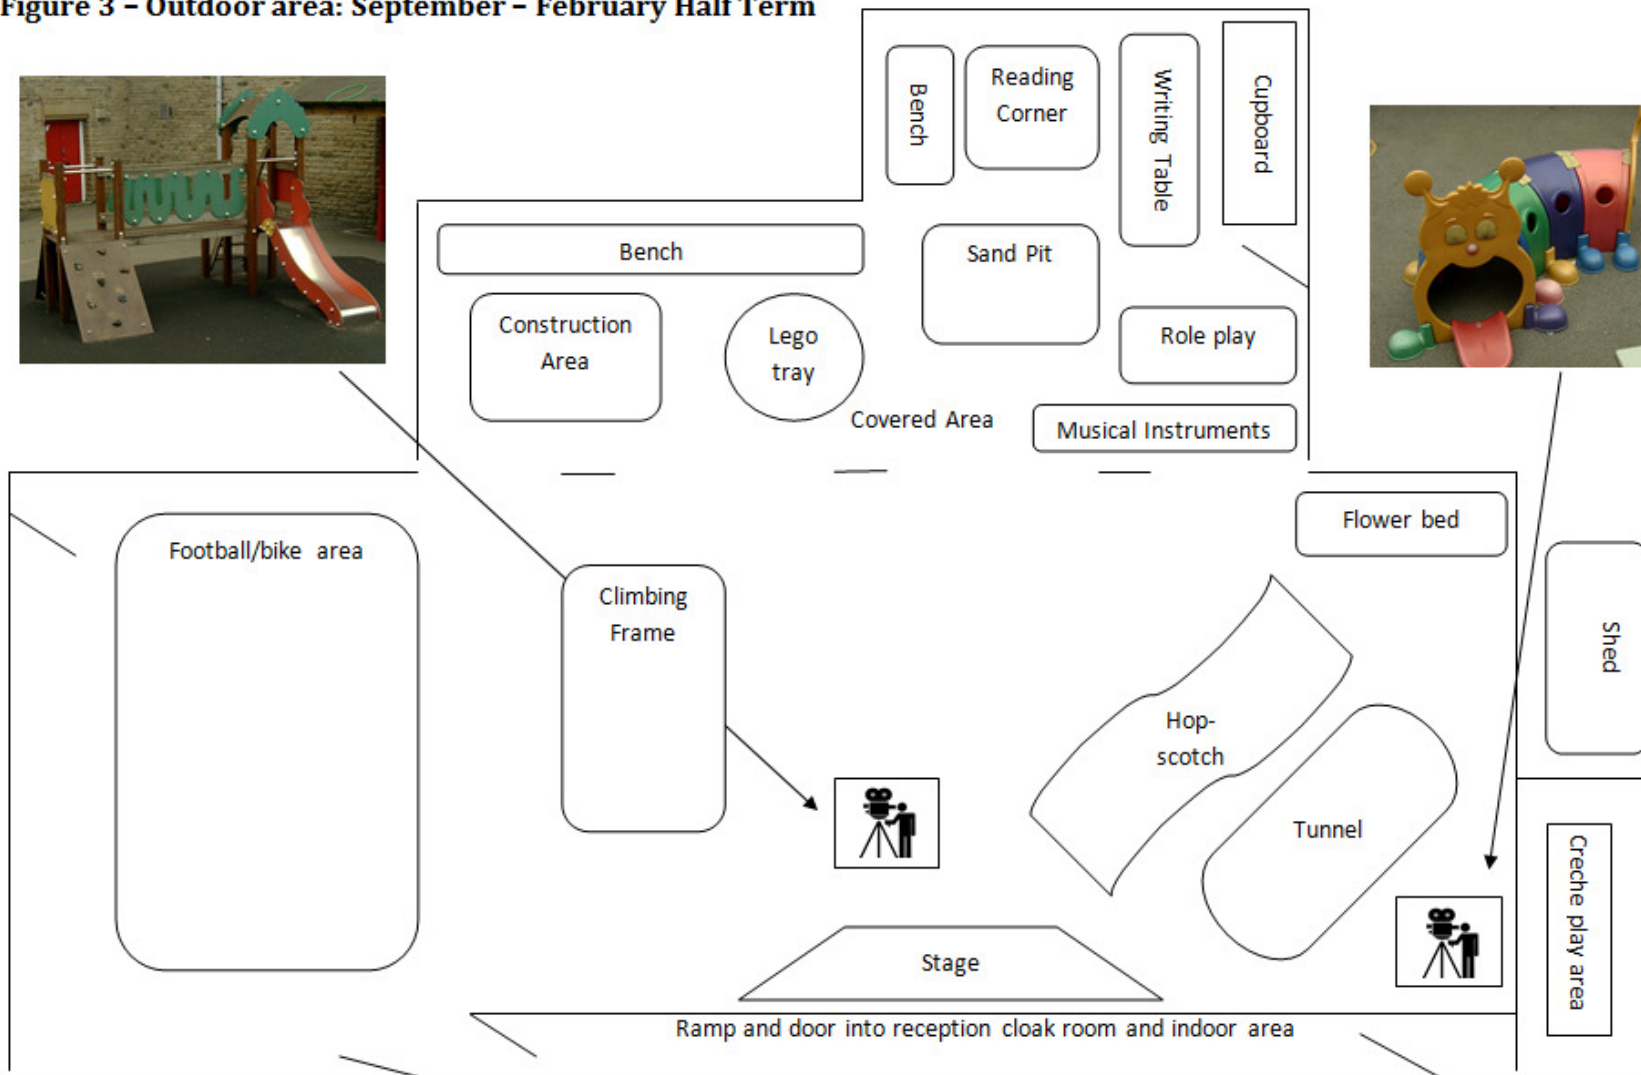 Figure 3 – Outdoor area: September – February Half Term
Bench
Reading
Corner
Writing Table
Cupboard
Bench
Sand Pit
Construction
Area
Lego
tray
Role play
Covered Area
Musical Instruments
Flower bed
Football/bike area
Climbing
Frame
Shed
Hop-
scotch
Tunnel
Creche play area
Stage
Ramp and door into reception cloak room and indoor area